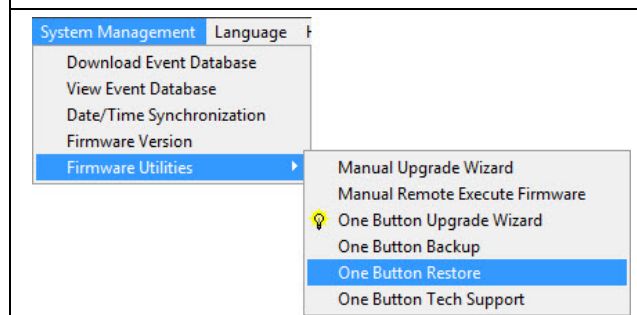 System Management Language
Download Event Database
View Event Database
Date/Time Synchronization
Firmware Version
Firmware Utilities
Manual Upgrade Wizard
Manual Remote Execute Firmware
One Button Upgrade Wizard
One Button Backup
One Button Restore
One Button Tech Support